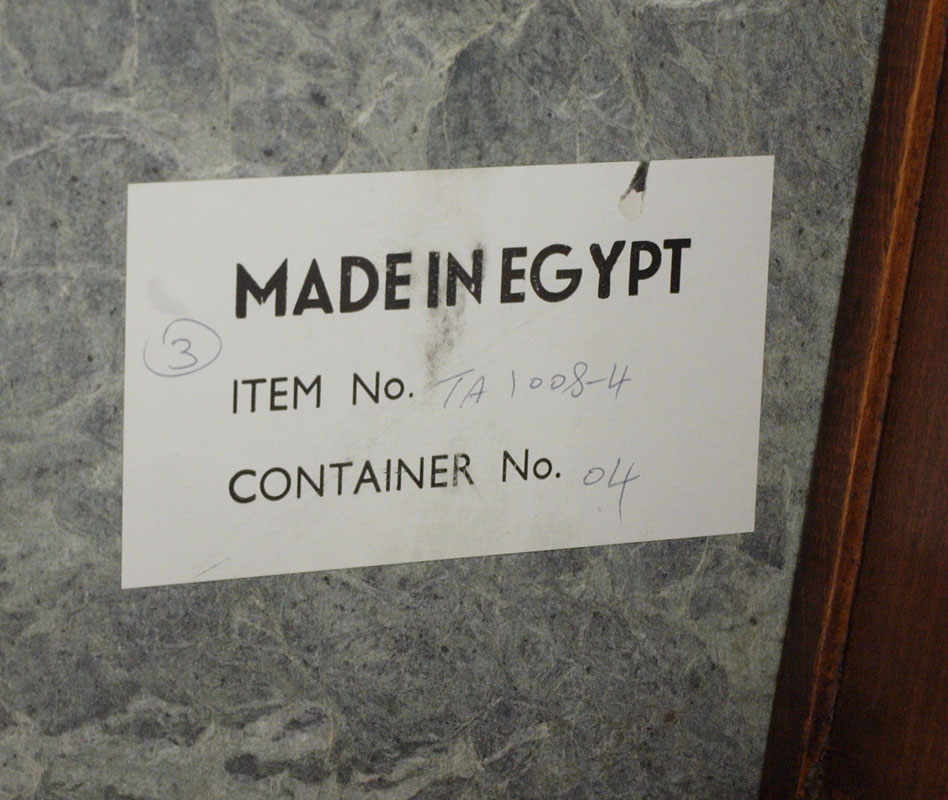 MADE IN EGYPT
3
ITEM No. TA 1008-4
CONTAINER No. 04